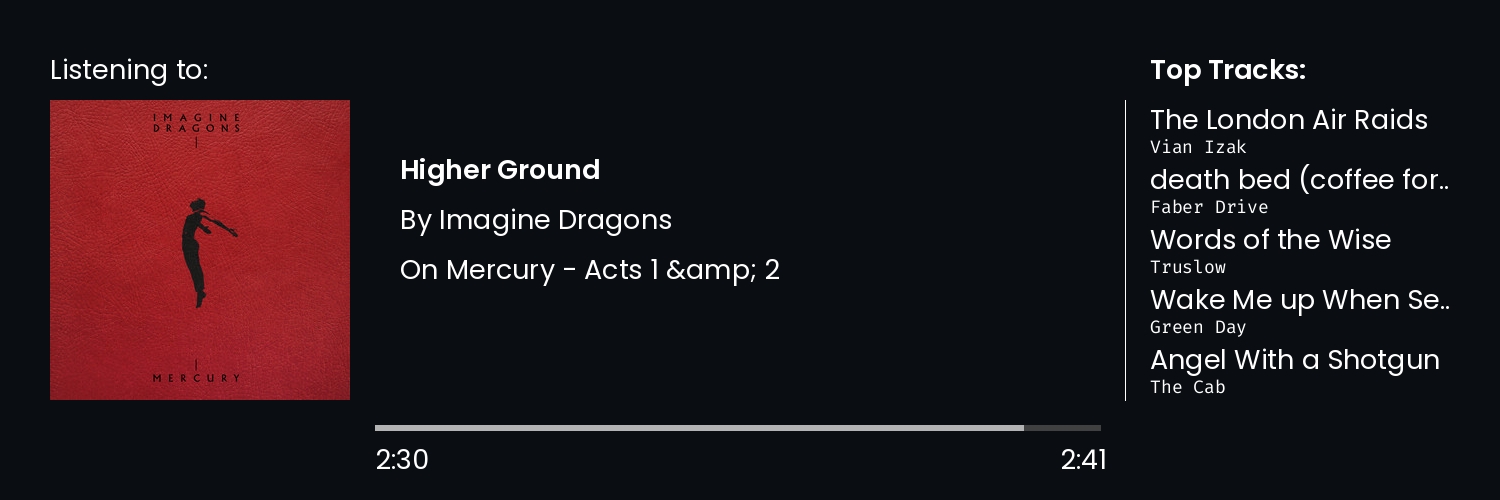 Listening to:
IMAGINE
DRAGONS
MERCURY
Higher Ground
By Imagine Dragons
On Mercury - Acts 1 &amp; 2
2:30
2:41
Top Tracks:
The London Air Raids
Vian Izak
death bed (coffee for..
Faber Drive
Words of the Wise
Truslow
Wake Me up When Se..
Green Day
Angel With a Shotgun
The Cab